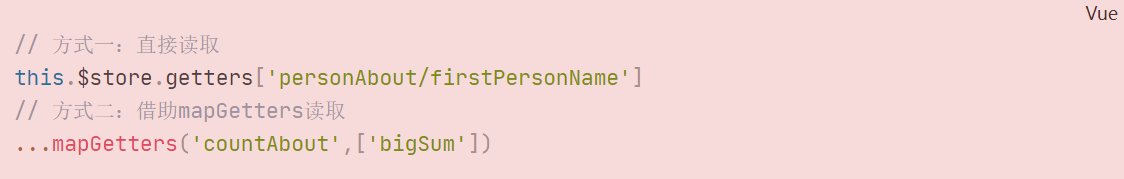 Vue
// 方式一：直接读取
this.$store.getters['personAbout/firstPersonName']
// 方式二：借助mapGetters读取
...mapGetters('countAbout',['bigSum'])